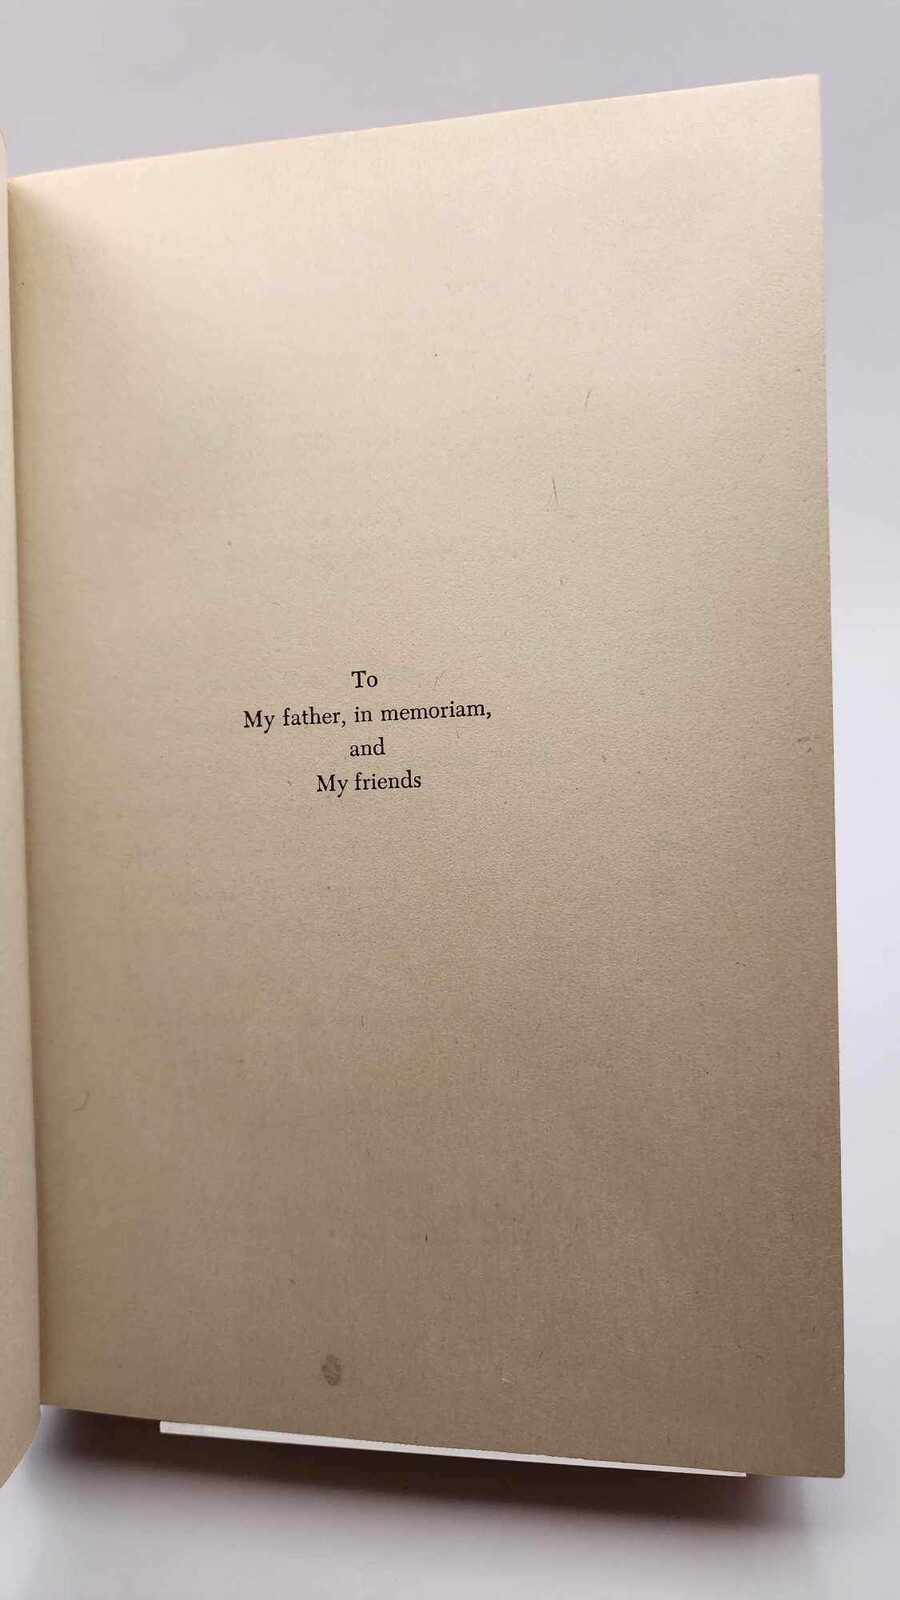 To
My father, in memoriam,
and
My friends